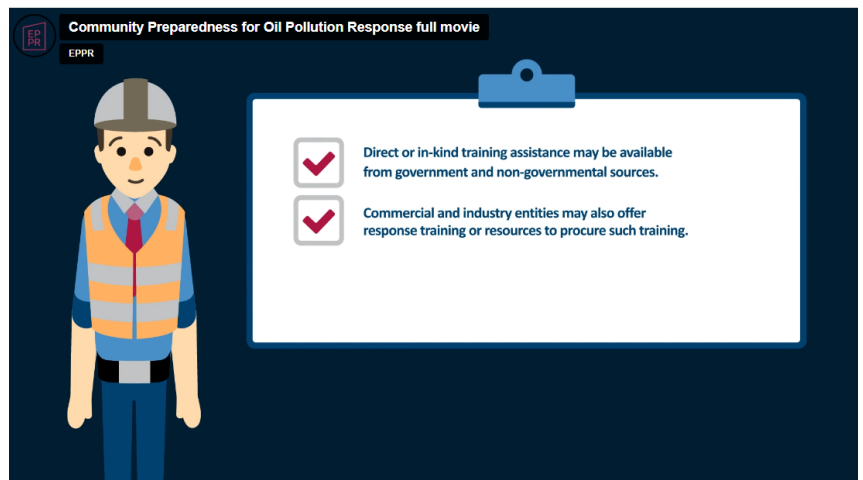 EP
PR
Community Preparedness for Oil Pollution Response full movie
EPPR
Direct or in-kind training assistance may be available
from government and non-governmental sources.
Commercial and industry entities may also offer
response training or resources to procure such training.